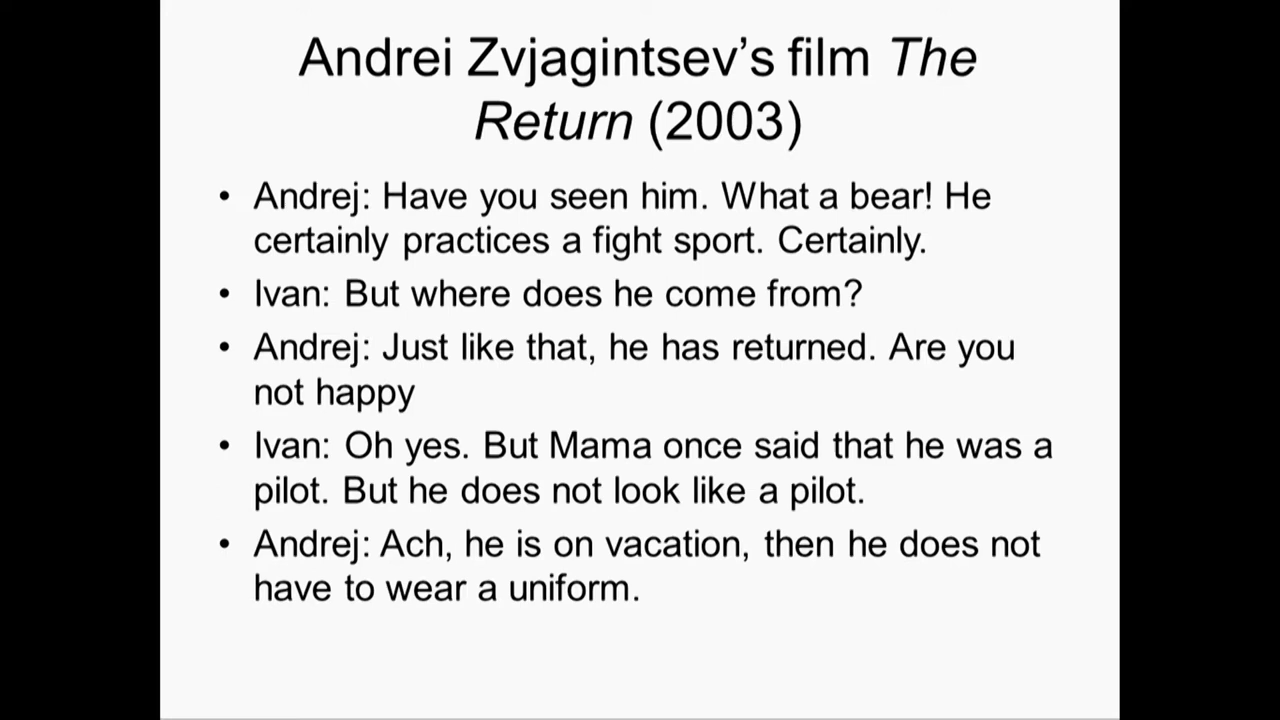 Andrei Zvjagintsev’s film The
Return (2003)
• Andrej: Have you seen him. What a bear! He
certainly practices a fight sport. Certainly.
• Ivan: But where does he come from?
• Andrej: Just like that, he has returned. Are you
not happy
• Ivan: Oh yes. But Mama once said that he was a
pilot. But he does not look like a pilot.
• Andrej: Ach, he is on vacation, then he does not
have to wear a uniform.